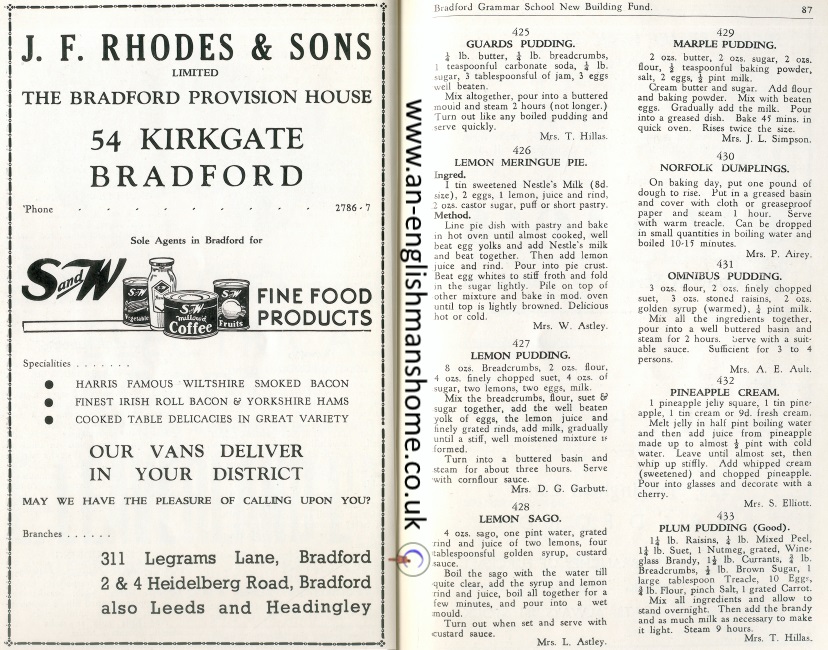 J. F. RHODES & SONS
LIMITED
THE BRADFORD PROVISION HOUSE
54 KIRKGATE
BRADFORD
'Phone . . . . . . . . 2786-7
Sole Agents in Bradford for
S and W
Vegetables
S and W
Mellow'd
Coffee
S and W
Fruits
FINE FOOD
PRODUCTS
Specialities . . . . . . .
● HARRIS FAMOUS WILTSHIRE SMOKED BACON
● FINEST IRISH ROLL BACON & YORKSHIRE HAMS
● COOKED TABLE DELICACIES IN GREAT VARIETY
OUR VANS DELIVER
IN YOUR DISTRICT
MAY WE HAVE THE PLEASURE OF CALLING UPON YOU?
Branches . . . . . .
311 Legrams Lane, Bradford
2 & 4 Heidelberg Road, Bradford
also Leeds and Headingley
www.an-englishmanshome.co.uk
Bradford Grammar School New Building Fund. 87
425
GUARDS PUDDING.
¼ lb. butter, ¼ lb. breadcrumbs,
1 teaspoonful carbonate soda, ¼ lb.
sugar, 3 tablespoonsful of jam, 3 eggs
well beaten.
Mix altogether, pour into a buttered
mould and steam 2 hours (not longer.)
Turn out like any boiled pudding and
serve quickly.
Mrs. T. Hillas.
426
LEMON MERINGUE PIE.
Ingred.
1 tin sweetened Nestle's Milk (8d.
size), 2 eggs, 1 lemon, juice and rind,
2 ozs. castor sugar, puff or short pastry.
Method.
Line pie dish with pastry and bake
in hot oven until almost cooked, well
beat egg yolks and add Nestle's milk
and beat together. Then add lemon
juice and rind. Pour into pie crust.
Beat egg whites to stiff froth and fold
in the sugar lightly. Pile on top of
other mixture and bake in mod. oven
until top is lightly browned. Delicious
hot or cold.
Mrs. W. Astley.
427
LEMON PUDDING.
8 ozs. Breadcrumbs, 2 ozs. flour,
4 ozs. finely chopped suet, 4 ozs. of
sugar, two lemons, two eggs, milk.
Mix the breadcrumbs, flour, suet &
sugar together, add the well beaten
yolk of eggs, the lemon juice and
finely grated rinds, add milk, gradually
until a stiff, well moistened mixture is
formed.
Turn into a buttered basin and
steam for about three hours. Serve
with cornflour sauce.
Mrs. D. G. Garbutt.
428
LEMON SAGO.
4 ozs. sago, one pint water, grated
rind and juice of two lemons, four
tablespoonsful golden syrup, custard
sauce.
Boil the sago with the water till
quite clear, add the syrup and lemon
rind and juice, boil all together for a
few minutes, and pour into a wet
mould.
Turn out when set and serve with
custard sauce.
Mrs. L. Astley.
429
MARPLE PUDDING.
2 ozs. butter, 2 ozs. sugar, 2 ozs.
flour, ½ teaspoonful baking powder,
salt, 2 eggs, ½ pint milk.
Cream butter and sugar. Add flour
and baking powder. Mix with beaten
eggs. Gradually add the milk. Pour
into a greased dish. Bake 45 mins. in
quick oven. Rises twice the size.
Mrs. J. L. Simpson.
430
NORFOLK DUMPLINGS.
On baking day, put one pound of
dough to rise. Put in a greased basin
and cover with cloth or greaseproof
paper and steam 1 hour. Serve
with warm treacle. Can be dropped
in small quantities in boiling water and
boiled 10-15 minutes.
Mrs. P. Airey.
431
OMNIBUS PUDDING.
3 ozs. flour, 2 ozs. finely chopped
suet, 3 ozs. stoned raisins, 2 ozs.
golden syrup (warmed), ¼ pint milk.
Mix all the ingredients together,
pour into a well buttered basin and
steam for 2 hours. Serve with a suit-
able sauce. Sufficient for 3 to 4
persons.
Mrs. A. E. Ault.
432
PINEAPPLE CREAM.
1 pineapple jelly square, 1 tin pine-
apple, 1 tin cream or 9d. fresh cream.
Melt jelly in half pint boiling water
and then add juice from pineapple
made up to almost ½ pint with cold
water. Leave until almost set, then
whip up stiffly. Add whipped cream
(sweetened) and chopped pineapple.
Pour into glasses and decorate with a
cherry.
Mrs. S. Elliott.
433
PLUM PUDDING (Good).
1¼ lb. Raisins, ¼ lb. Mixed Peel,
1¼ lb. Suet, 1 Nutmeg, grated, Wine-
glass Brandy, 1½ lb. Currants, ¾ lb.
Breadcrumbs, ½ lb. Brown Sugar, 1
large tablespoon Treacle, 10 Eggs,
¾ lb. Flour, pinch Salt, 1 grated Carrot.
Mix all ingredients and allow to
stand overnight. Then add the brandy
and as much milk as necessary to make
it light. Steam 9 hours.
Mrs. T. Hillas.